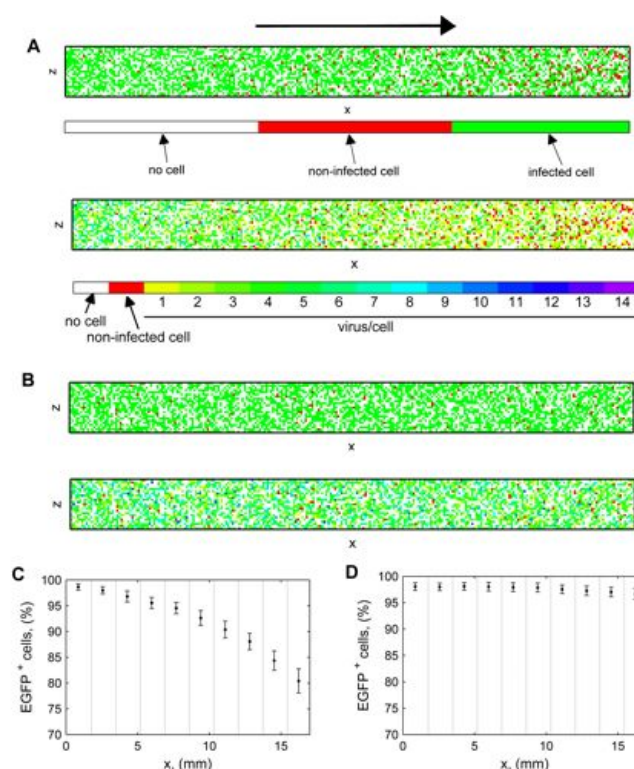 A
z
x
no cell
non-infected cell
infected cell
z
x
1 2 3 4 5 6 7 8 9 10 11 12 13 14
no cell
non-infected cell
virus/cell
B
z
x
z
x
C
D
100
95
90
85
80
75
70
EGFP + cells, (%)
0 5 10 15
x, (mm)
100
95
90
85
80
75
70
EGFP + cells, (%)
0 5 10 15
x, (mm)